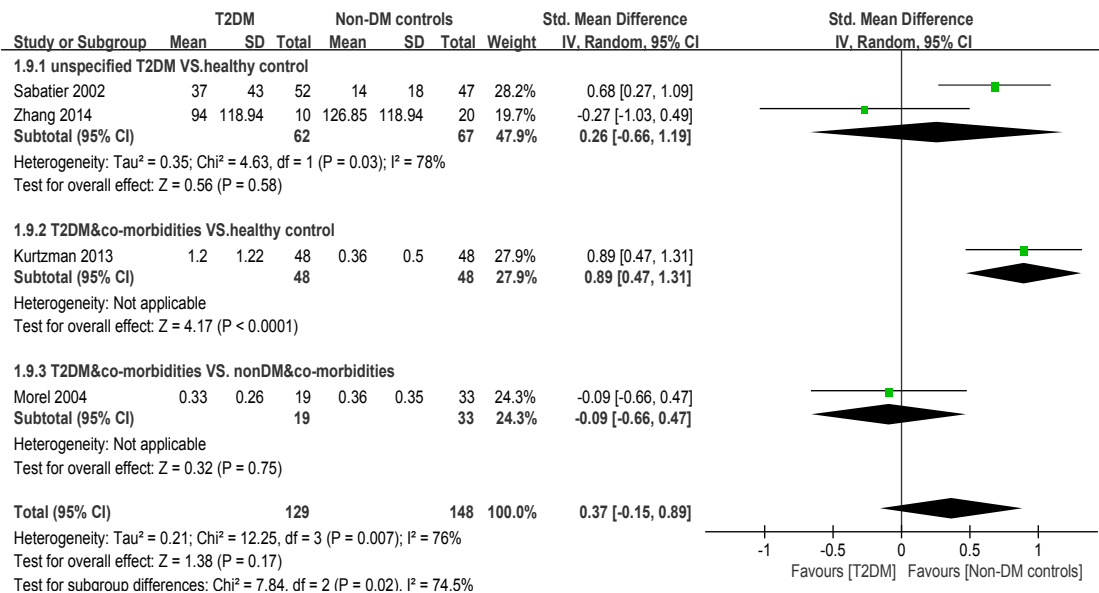 T2DM Non-DM controls Std. Mean Difference Std. Mean Difference
Study or Subgroup Mean SD Total Mean SD Total Weight IV, Random, 95% CI IV, Random, 95% CI
1.9.1 unspecified T2DM VS.healthy control
Sabatier 2002 37 43 52 14 18 47 28.2% 0.68 [0.27, 1.09]
Zhang 2014 94 118.94 10 126.85 118.94 20 19.7% -0.27 [-1.03, 0.49]
Subtotal (95% CI) 62 67 47.9% 0.26 [-0.66, 1.19]
Heterogeneity: Tau² = 0.35; Chi² = 4.63, df = 1 (P = 0.03); I² = 78%
Test for overall effect: Z = 0.56 (P = 0.58)
1.9.2 T2DM&co-morbidities VS.healthy control
Kurtzman 2013 1.2 1.22 48 0.36 0.5 48 27.9% 0.89 [0.47, 1.31]
Subtotal (95% CI) 48 48 27.9% 0.89 [0.47, 1.31]
Heterogeneity: Not applicable
Test for overall effect: Z = 4.17 (P < 0.0001)
1.9.3 T2DM&co-morbidities VS. nonDM&co-morbidities
Morel 2004 0.33 0.26 19 0.36 0.35 33 24.3% -0.09 [-0.66, 0.47]
Subtotal (95% CI) 19 33 24.3% -0.09 [-0.66, 0.47]
Heterogeneity: Not applicable
Test for overall effect: Z = 0.32 (P = 0.75)
Total (95% CI) 129 148 100.0% 0.37 [-0.15, 0.89]
Heterogeneity: Tau² = 0.21; Chi² = 12.25, df = 3 (P = 0.007); I² = 76%
Test for overall effect: Z = 1.38 (P = 0.17)
Test for subgroup differences: Chi² = 7.84, df = 2 (P = 0.02), I² = 74.5%
-1 -0.5 0 0.5 1
Favours [T2DM] Favours [Non-DM controls]